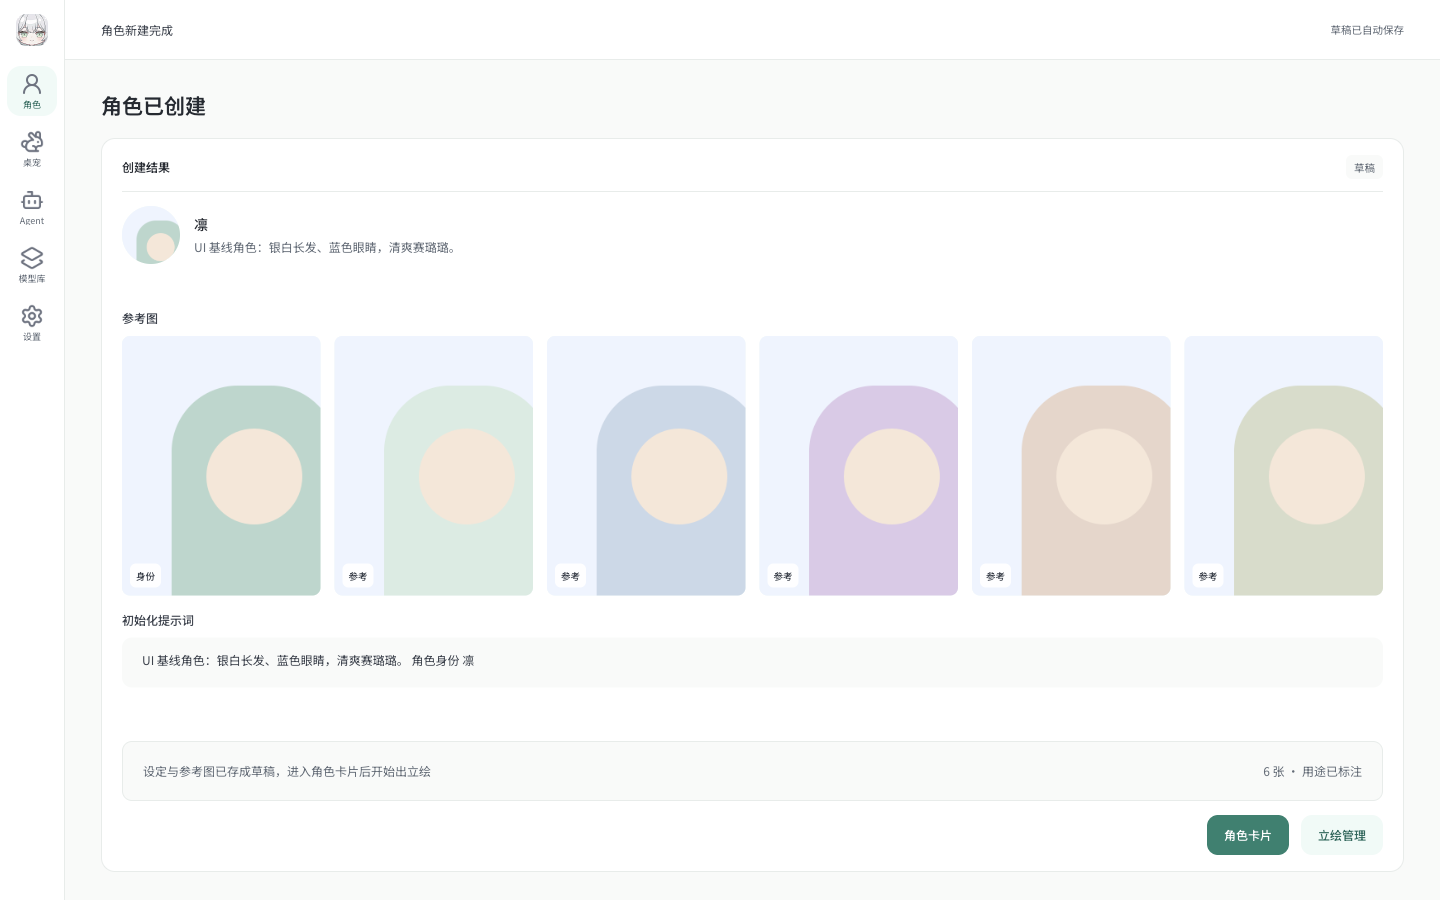 角色新建完成
草稿已自动保存
角色
桌宠
Agent
模型库
设置
角色已创建
创建结果
草稿
凛
UI 基线角色：银白长发、蓝色眼睛，清爽赛璐璐。
参考图
身份
参考
参考
参考
参考
参考
初始化提示词
UI 基线角色：银白长发、蓝色眼睛，清爽赛璐璐。 角色身份 凛
设定与参考图已存成草稿，进入角色卡片后开始出立绘
6 张 · 用途已标注
角色卡片
立绘管理